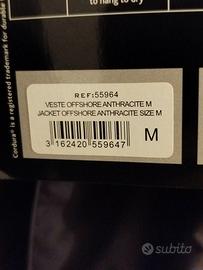 to hang to dry
Cordura® is a registered trademark for durable
REF:55964
VESTE OFFSHORE ANTHRACITE M
JACKET OFFSHORE ANTHRACITE SIZE M
3 162420 559647
M
subito